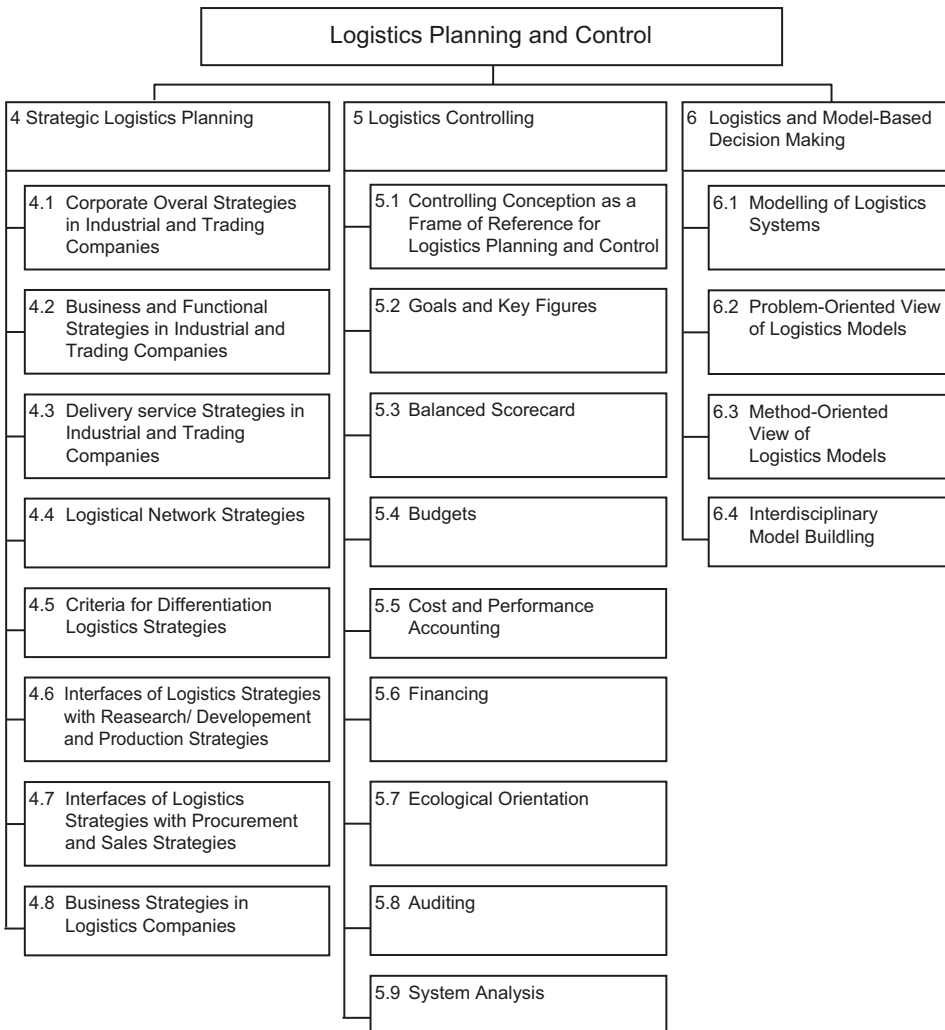 Logistics Planning and Control
4 Strategic Logistics Planning
4.1 Corporate Overal Strategies
in Industrial and Trading
Companies
4.2 Business and Functional
Strategies in Industrial and
Trading Companies
4.3 Delivery service Strategies in
Industrial and Trading
Companies
4.4 Logistical Network Strategies
4.5 Criteria for Differentiation
Logistics Strategies
4.6 Interfaces of Logistics Strategies
with Reasearch/ Developement
and Production Strategies
4.7 Interfaces of Logistics
Strategies with Procurement
and Sales Strategies
4.8 Business Strategies in
Logistics Companies
5 Logistics Controlling
5.1 Controlling Conception as a
Frame of Reference for
Logistics Planning and Control
5.2 Goals and Key Figures
5.3 Balanced Scorecard
5.4 Budgets
5.5 Cost and Performance
Accounting
5.6 Financing
5.7 Ecological Orientation
5.8 Auditing
5.9 System Analysis
6 Logistics and Model-Based
Decision Making
6.1 Modelling of Logistics
Systems
6.2 Problem-Oriented View
of Logistics Models
6.3 Method-Oriented
View of
Logistics Models
6.4 Interdisciplinary
Model Buildling